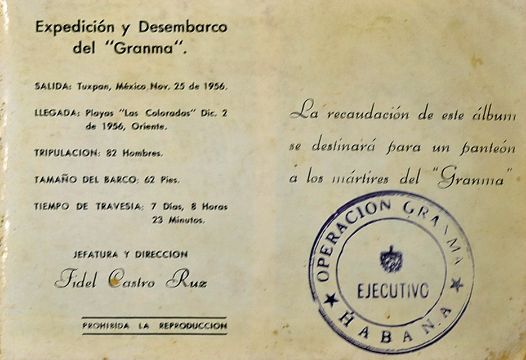 Expedición y Desembarco
del "Granma".
SALIDA: Tuxpan, México, Nov. 25 de 1956.
LLEGADA: Playas "Las Coloradas" Dic. 2
de 1956, Oriente.
TRIPULACION: 82 Hombres.
TAMAÑO DEL BARCO: 62 Pies.
TIEMPO DE TRAVESIA: 7 Días, 8 Horas
23 Minutos.
JEFATURA Y DIRECCION
Fidel Castro Ruz
PROHIBIDA LA REPRODUCCION
La recaudación de este álbum
se destinará para un panteón
á los mártires del "Granma"
OPERACION GRANMA
EJECUTIVO
HABANA